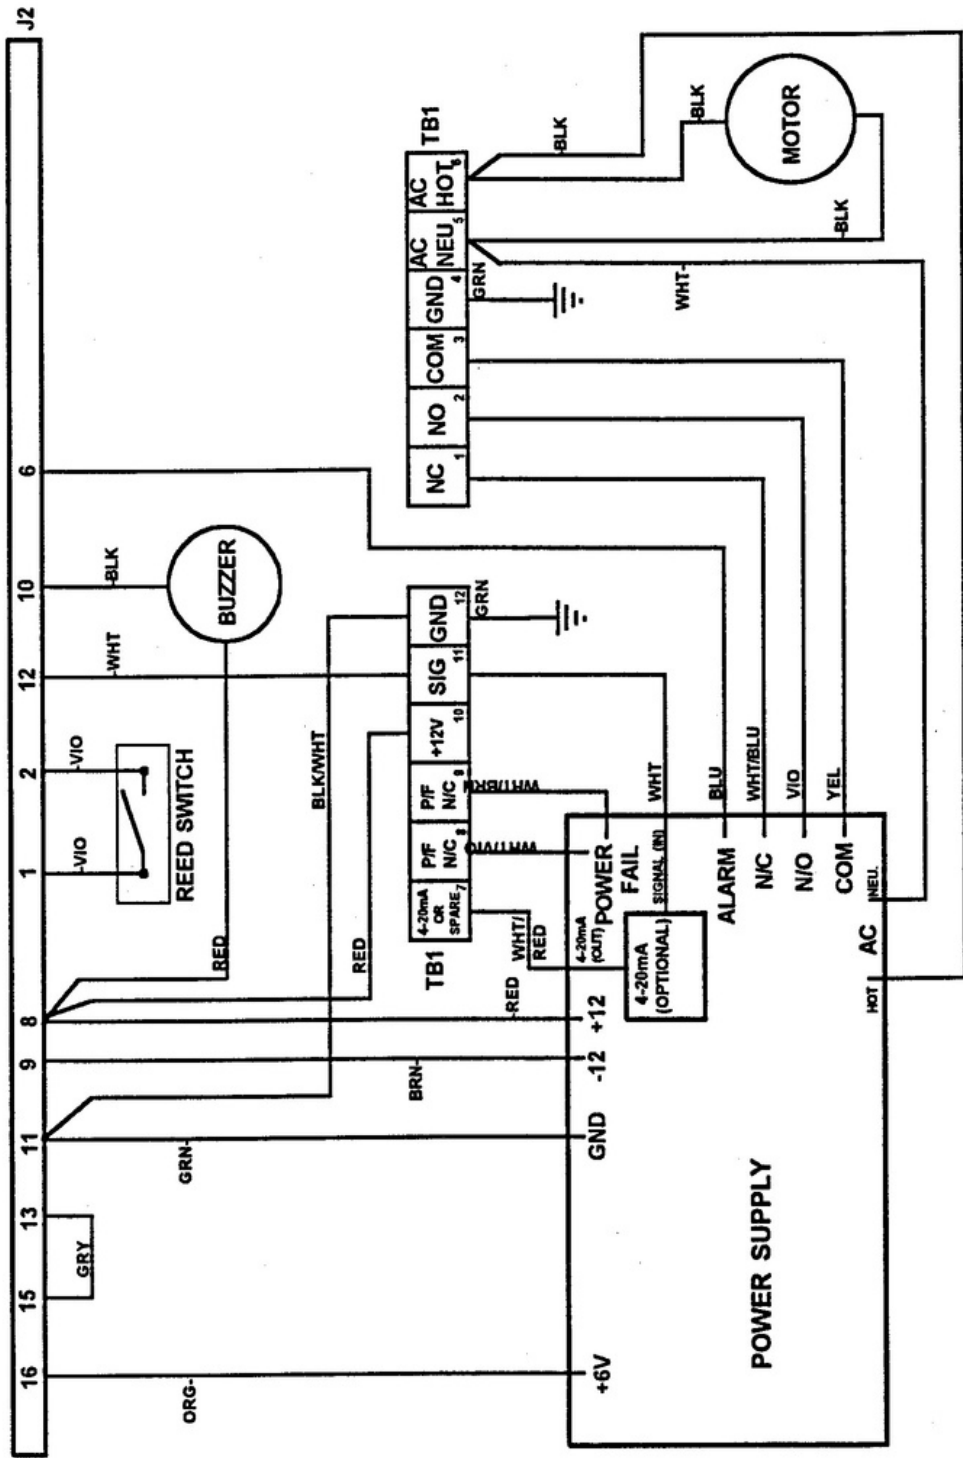 J2
16
15
13
11
9
8
1
2
12
10
6
ORG
GRY
GRN
BRN
RED
RED
RED
VIO
VIO
REED SWITCH
WHT
BLK
BUZZER
BLK/WHT
TB1
4-20mA
OR
SPARE 7
P/F
N/C 8
P/F
N/C 9
+12V 10
SIG 11
GND 12
GRN
NC 1
NO 2
COM 3
GND 4
AC
NEU 5
AC
HOT 6
TB1
GRN
BLK
BLK
BLK
WHT
MOTOR
WHT/
RED
WHT/VIO
WHT/BRN
WHT
BLU
WHT/BLU
VIO
YEL
+6V
GND
-12
+12
4-20mA
(OUT)
POWER
FAIL
SIGNAL (IN)
4-20mA
(OPTIONAL)
ALARM
N/C
N/O
COM
HOT
AC
NEU.
POWER SUPPLY